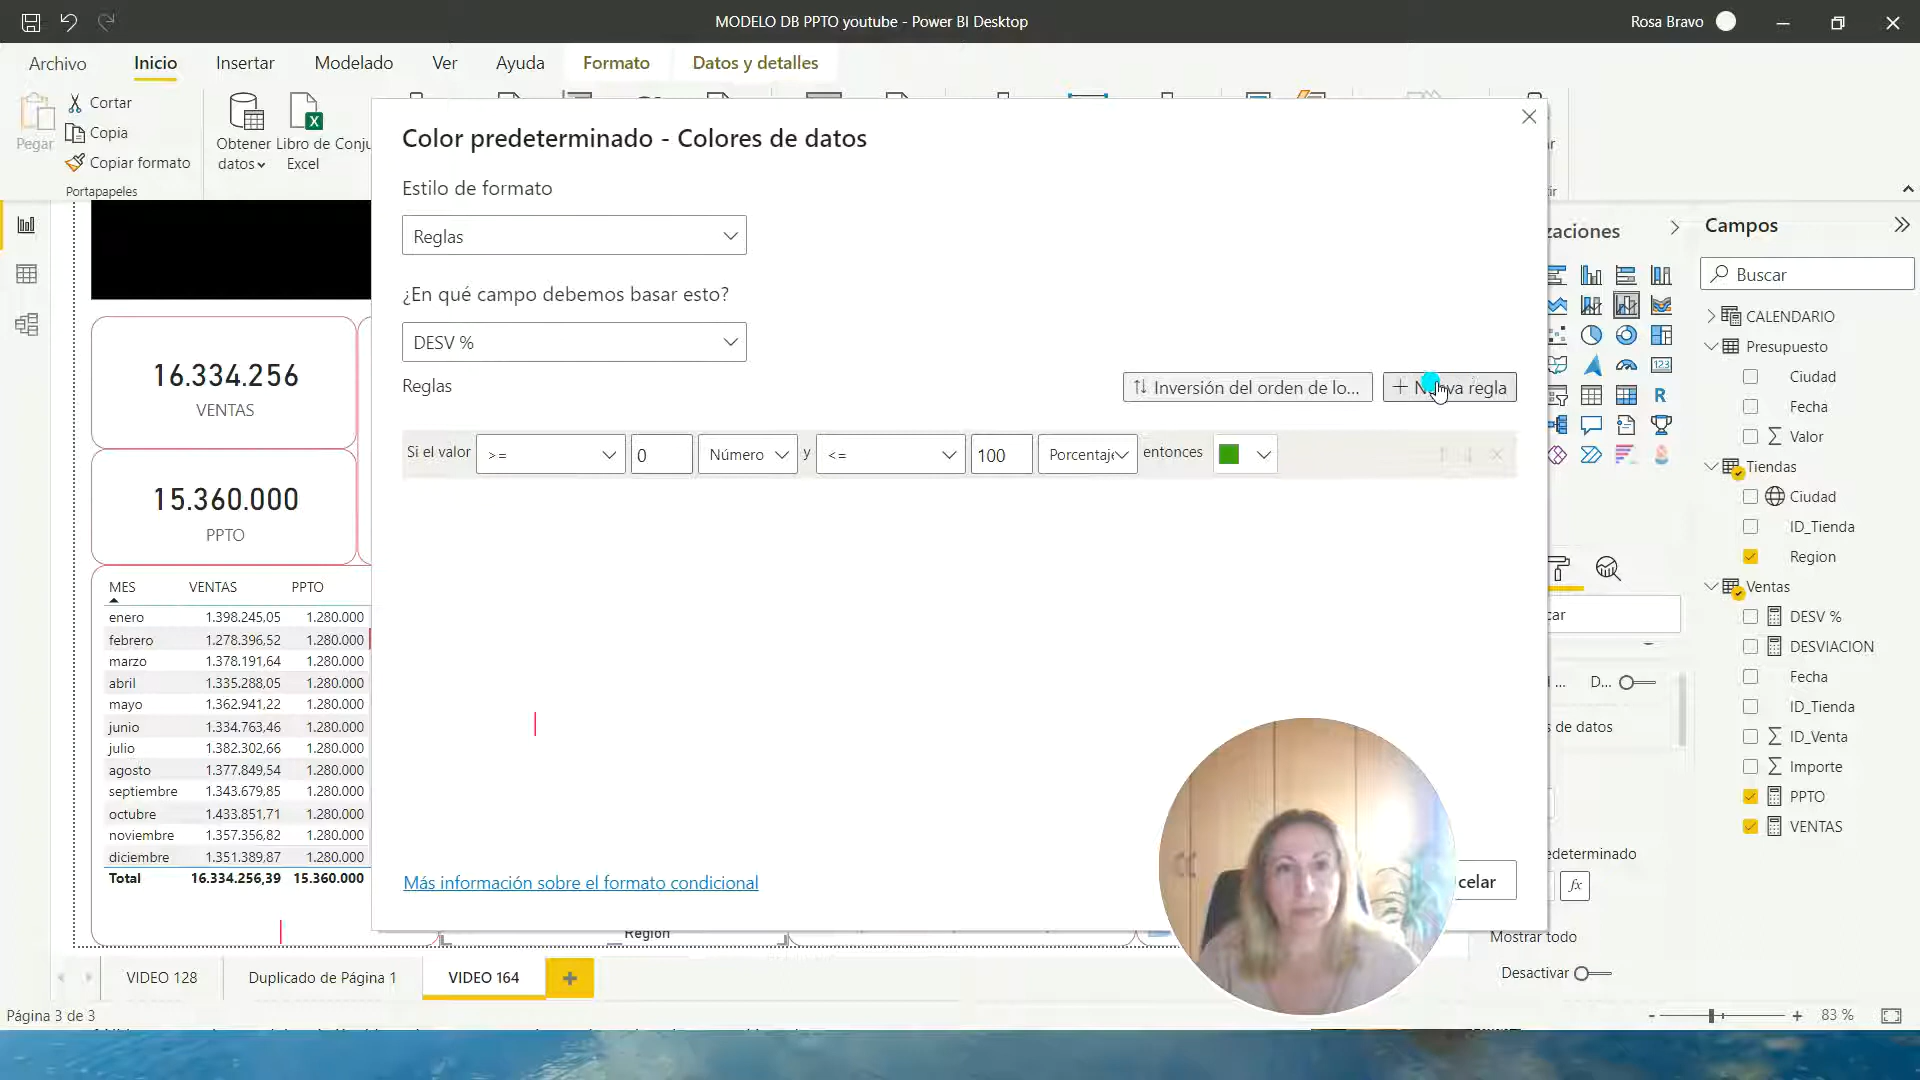 MODELO DB PPTO youtube - Power BI Desktop
Rosa Bravo
Archivo
Inicio
Insertar
Modelado
Ver
Ayuda
Formato
Datos y detalles
Pegar
Cortar
Copia
Copiar formato
Portapapeles
Obtener
datos
Libro de
Excel
Conju
Color predeterminado - Colores de datos
Estilo de formato
Reglas
¿En qué campo debemos basar esto?
DESV %
Reglas
Inversión del orden de lo...
Nueva regla
Si el valor
>=
0
Número
y
<=
100
Porcentaje
entonces
Más información sobre el formato condicional
celar
16.334.256
VENTAS
15.360.000
PPTO
MES VENTAS PPTO
enero 1.398.245,05 1.280.000
febrero 1.278.396,52 1.280.000
marzo 1.378.191,64 1.280.000
abril 1.335.288,05 1.280.000
mayo 1.362.941,22 1.280.000
junio 1.334.763,46 1.280.000
julio 1.382.302,66 1.280.000
agosto 1.377.849,54 1.280.000
septiembre 1.343.679,85 1.280.000
octubre 1.433.851,71 1.280.000
noviembre 1.357.356,82 1.280.000
diciembre 1.351.389,87 1.280.000
Total 16.334.256,39 15.360.000
Region
zaciones
car
D...
s de datos
edeterminado
fx
Mostrar todo
Desactivar
Campos
Buscar
CALENDARIO
Presupuesto
Ciudad
Fecha
Valor
Tiendas
Ciudad
ID_Tienda
Region
Ventas
DESV %
DESVIACION
Fecha
ID_Tienda
ID_Venta
Importe
PPTO
VENTAS
VIDEO 128
Duplicado de Página 1
VIDEO 164
Página 3 de 3
83 %